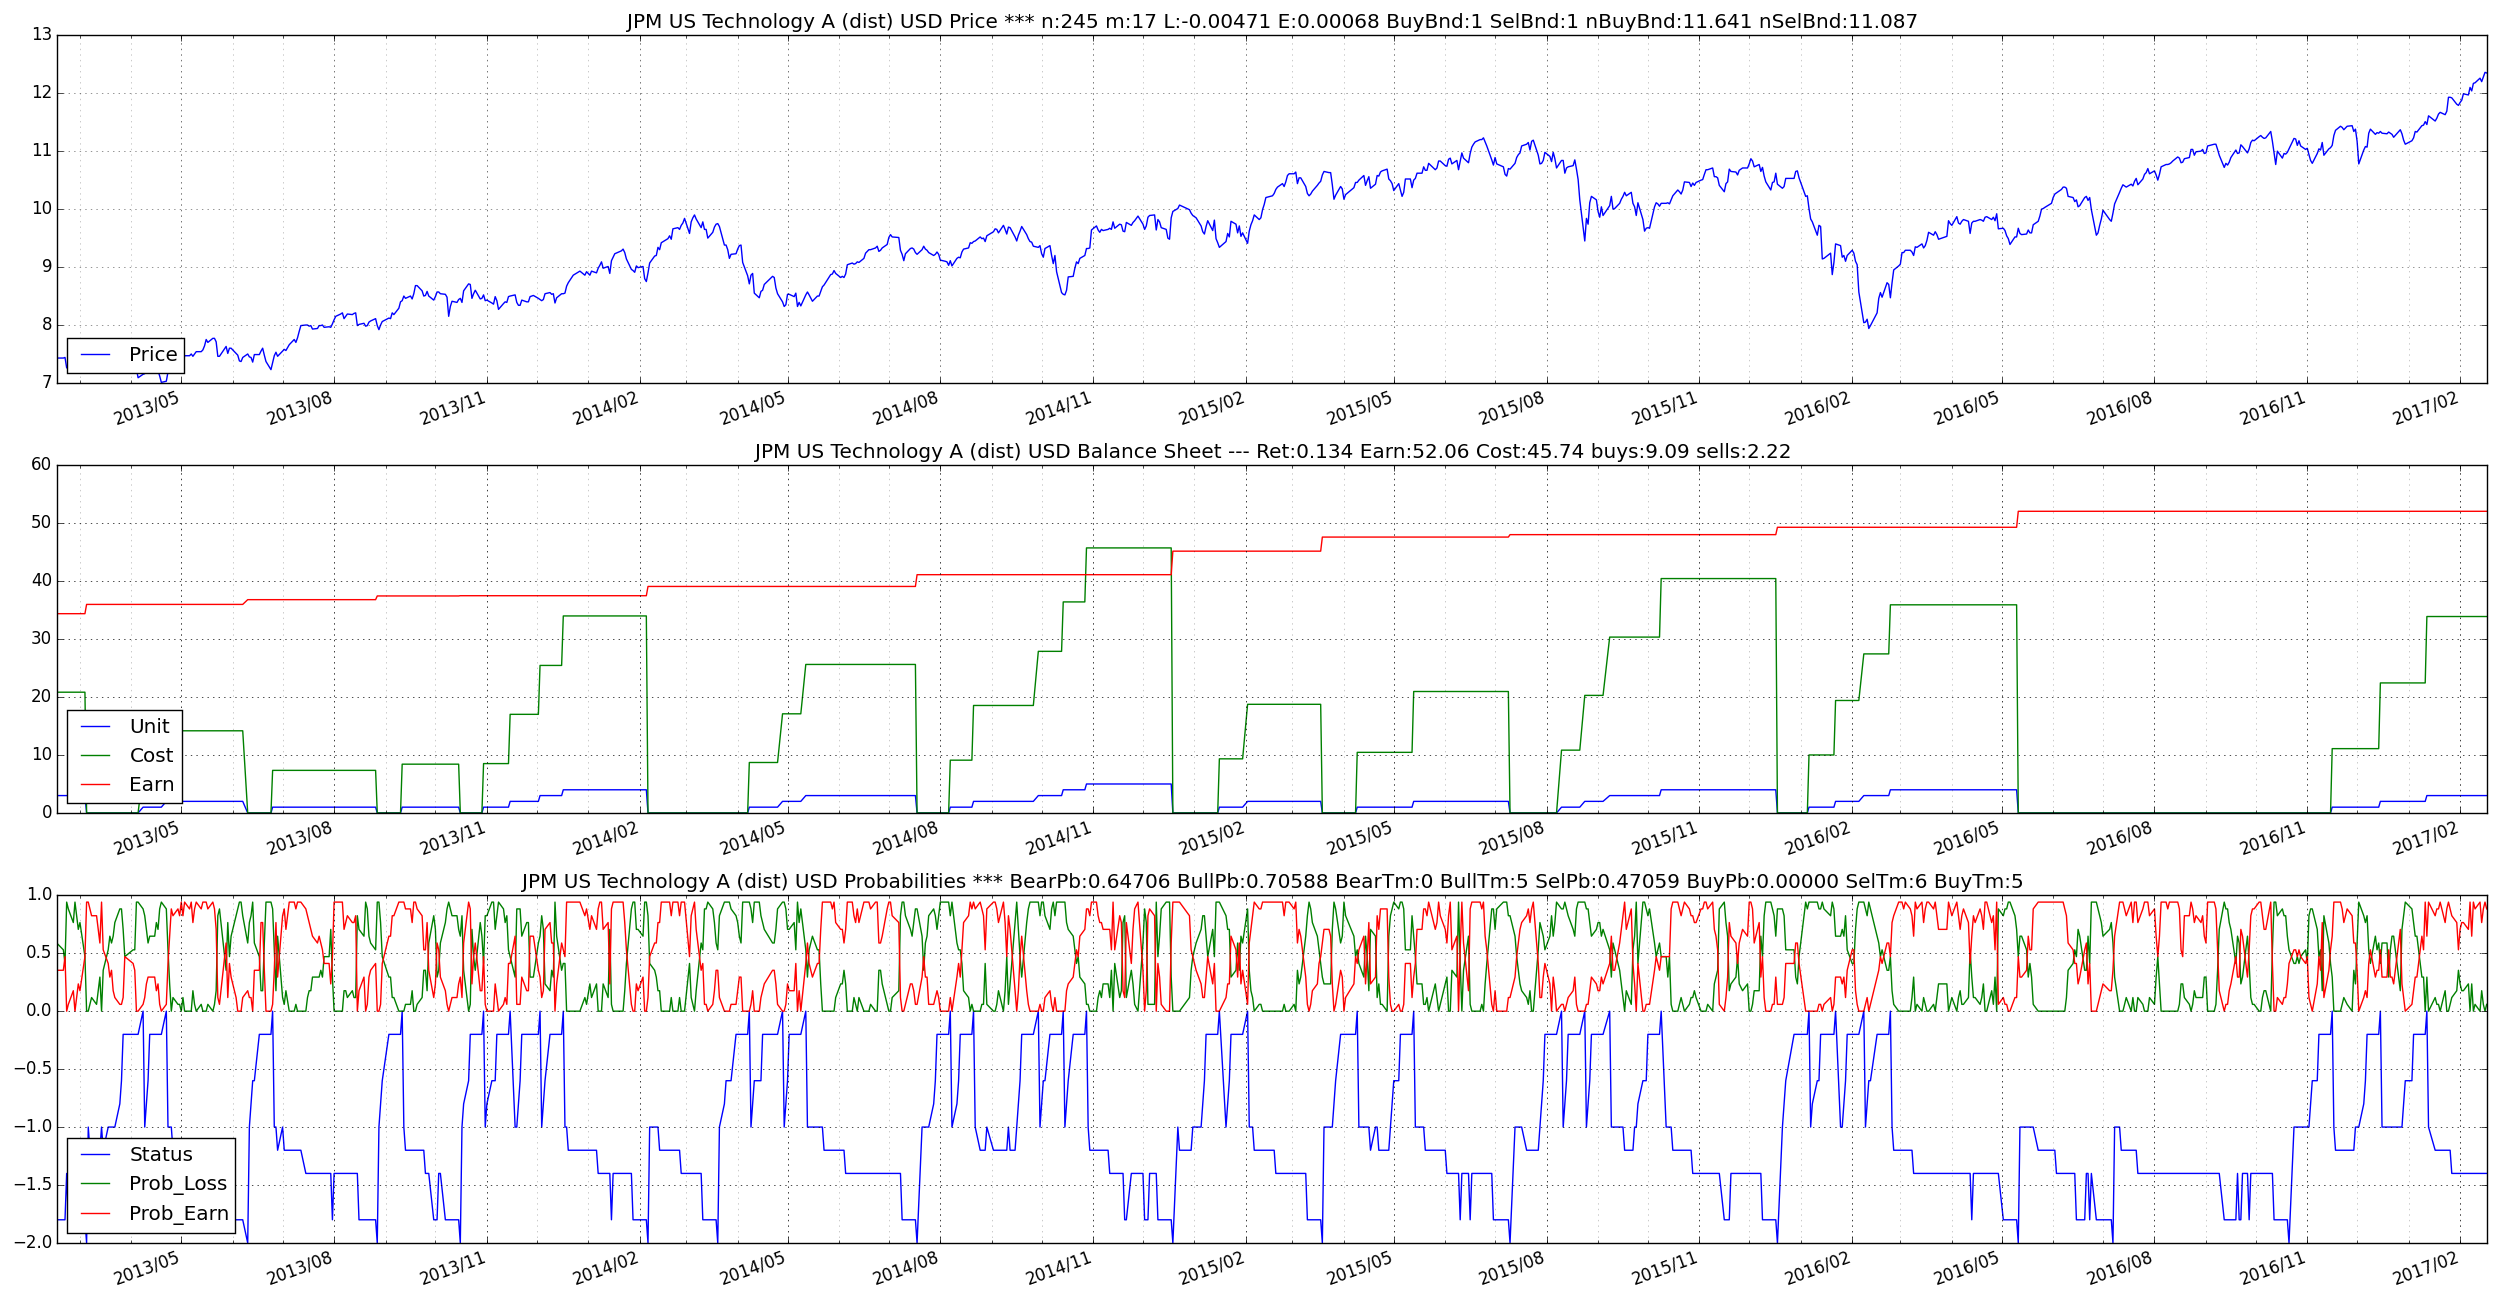 JPM US Technology A (dist) USD Price *** n:245 m:17 L:-0.00471 E:0.00068 BuyBnd:1 SelBnd:1 nBuyBnd:11.641 nSelBnd:11.087
13
12
11
10
9
8
7
Price
2013/05 2013/08 2013/11 2014/02 2014/05 2014/08 2014/11 2015/02 2015/05 2015/08 2015/11 2016/02 2016/05 2016/08 2016/11 2017/02
JPM US Technology A (dist) USD Balance Sheet --- Ret:0.134 Earn:52.06 Cost:45.74 buys:9.09 sells:2.22
60
50
40
30
20
10
0
Unit
Cost
Earn
2013/05 2013/08 2013/11 2014/02 2014/05 2014/08 2014/11 2015/02 2015/05 2015/08 2015/11 2016/02 2016/05 2016/08 2016/11 2017/02
JPM US Technology A (dist) USD Probabilities *** BearPb:0.64706 BullPb:0.70588 BearTm:0 BullTm:5 SelPb:0.47059 BuyPb:0.00000 SelTm:6 BuyTm:5
1.0
0.5
0.0
−0.5
−1.0
−1.5
−2.0
Status
Prob_Loss
Prob_Earn
2013/05 2013/08 2013/11 2014/02 2014/05 2014/08 2014/11 2015/02 2015/05 2015/08 2015/11 2016/02 2016/05 2016/08 2016/11 2017/02